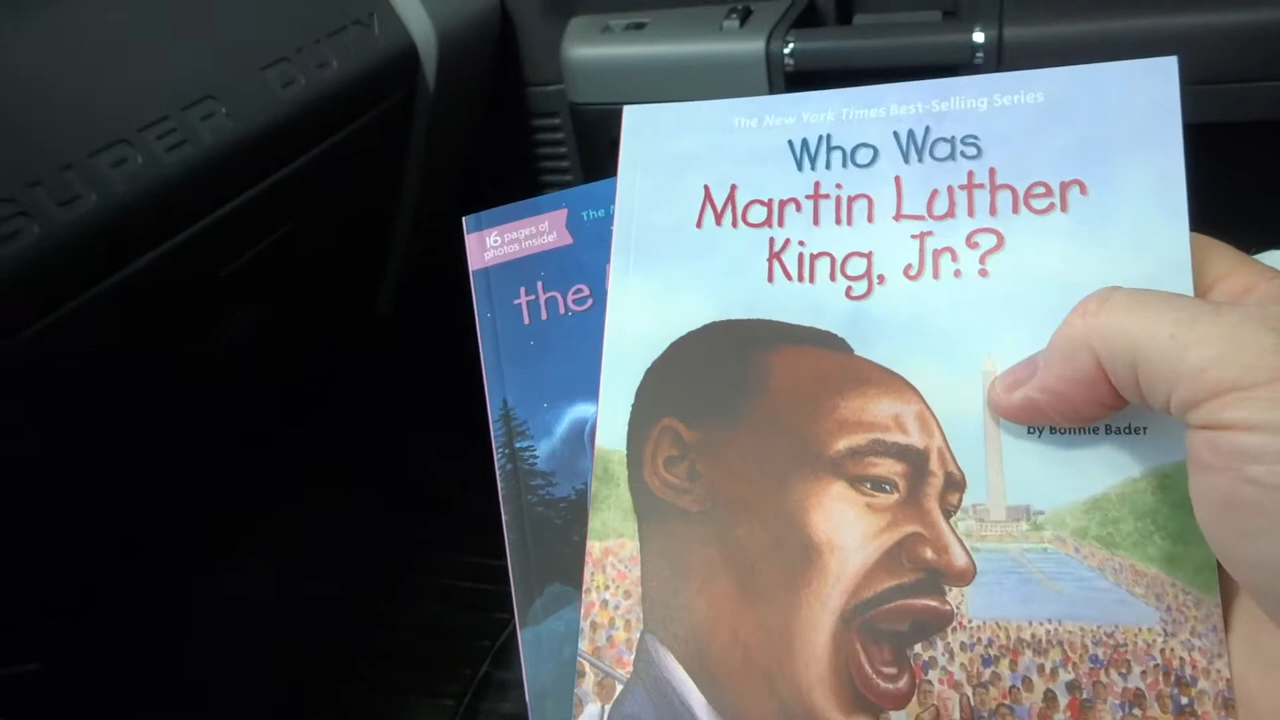 SUPER DUTY
The New York Times Best-Selling Series
Who Was
Martin Luther
King, Jr.?
by Bonnie Bader
The
16 pages of
photos inside!
the